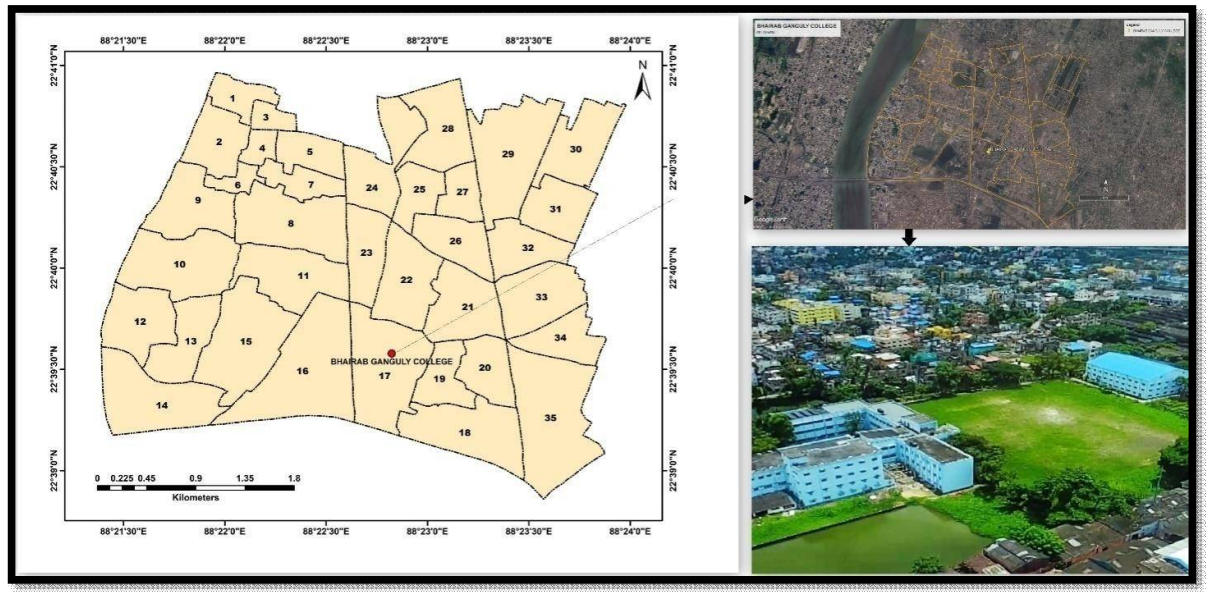 88°21'30"E 88°22'0"E 88°22'30"E 88°23'0"E 88°23'30"E 88°24'0"E
22°41'0"N 22°41'0"N
22°40'30"N 22°40'30"N
22°40'0"N 22°40'0"N
22°39'30"N 22°39'30"N
22°39'0"N 22°39'0"N
N
1
3
2
4
5
28
29
30
6
7
24
25
27
9
8
31
23
26
32
10
11
22
21
33
12
13
15
34
BHAIRAB GANGULY COLLEGE
16
17
19
20
14
18
35
0 0.225 0.45 0.9 1.35 1.8
Kilometers
88°21'30"E 88°22'0"E 88°22'30"E 88°23'0"E 88°23'30"E 88°24'0"E
BHAIRAB GANGULY COLLEGE
Legend
Google Earth